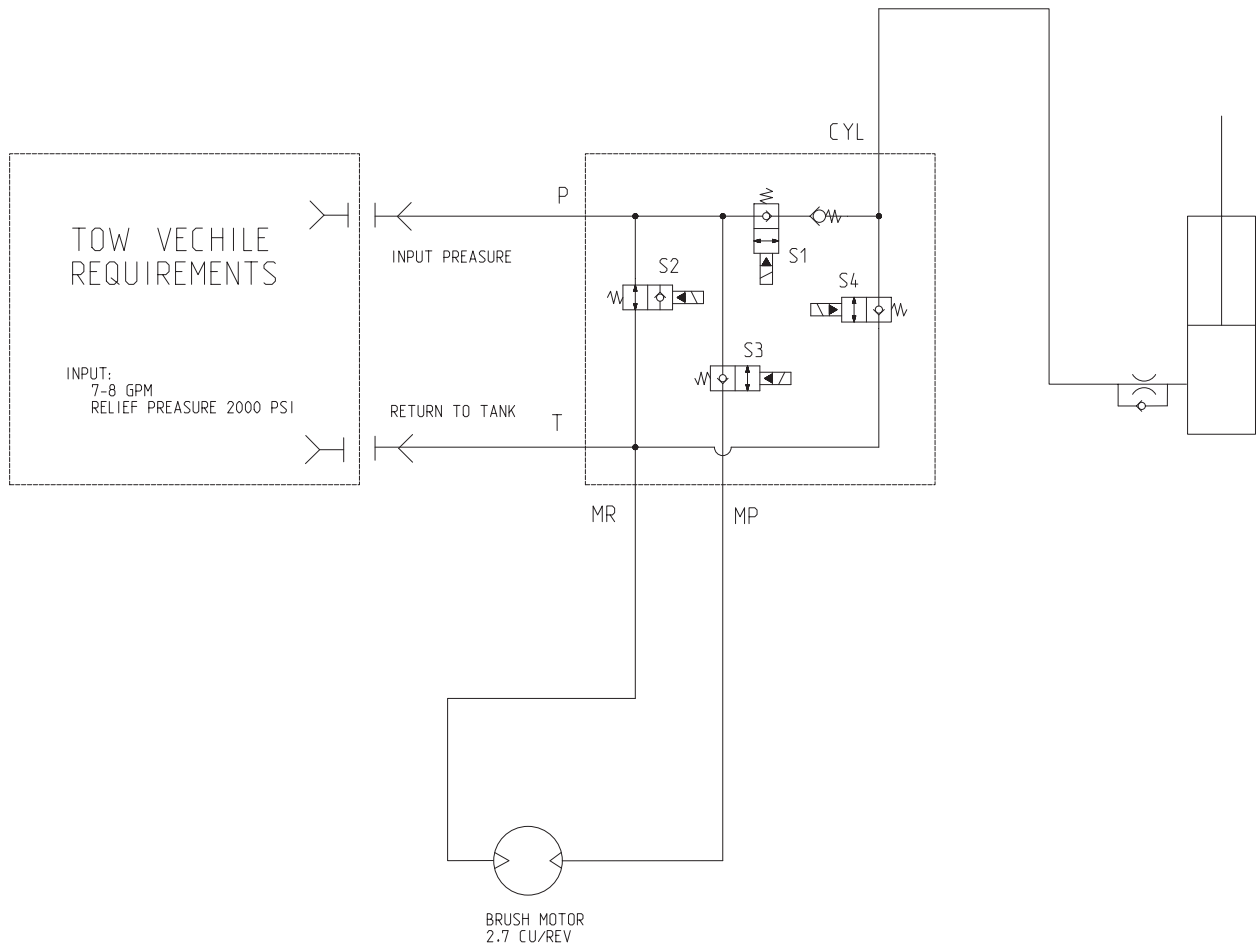 CYL
P
TOW VECHILE
REQUIREMENTS
INPUT PREASURE
S1
S2
S4
S3
INPUT:
7-8 GPM
RELIEF PREASURE 2000 PSI
RETURN TO TANK
T
MR
MP
BRUSH MOTOR
2.7 CU/REV